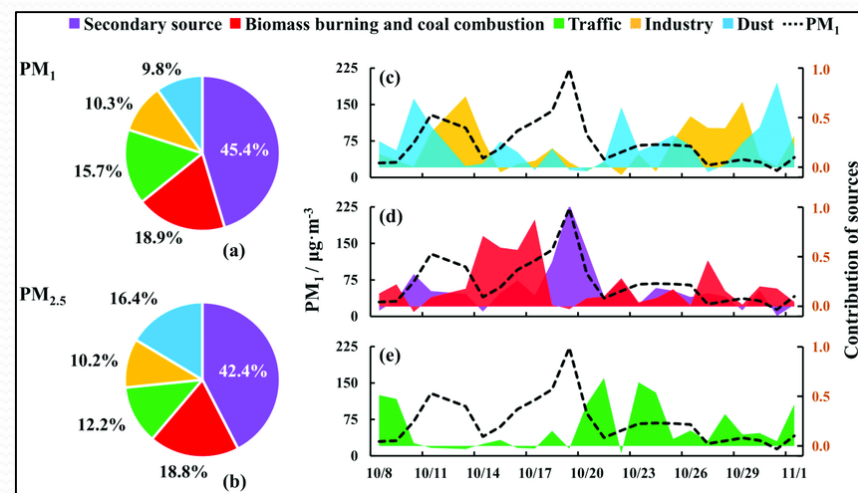 Secondary source Biomass burning and coal combustion Traffic Industry Dust PM₁
PM₁
9.8%
10.3%
15.7%
18.9%
45.4%
(a)
PM₂.₅
16.4%
10.2%
12.2%
18.8%
42.4%
(b)
PM₁ / μg·m⁻³
Contribution of sources
(c)
225
150
75
0
1.0
0.5
0.0
(d)
225
150
75
0
1.0
0.5
0.0
(e)
225
150
75
0
1.0
0.5
0.0
10/8 10/11 10/14 10/17 10/20 10/23 10/26 10/29 11/1